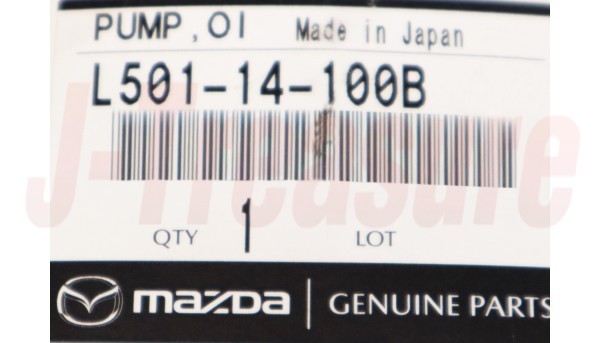 PUMP, OI Made in Japan
L501-14-100B
J-Treasure
QTY 1 LOT
mazda | GENUINE PARTS